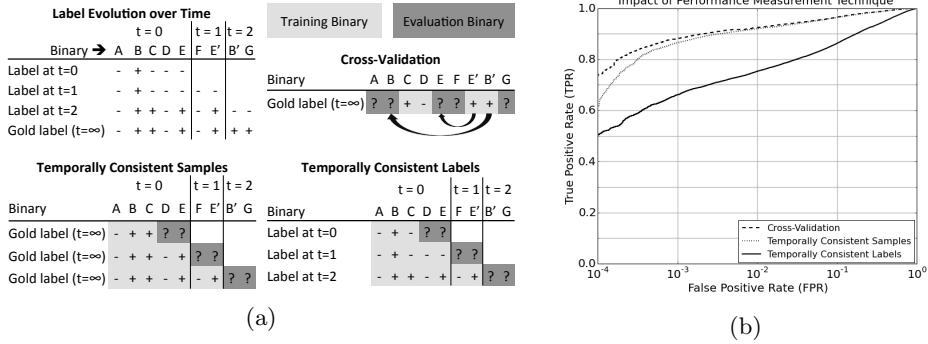 Label Evolution over Time
t = 0 t = 1 t = 2
Binary ➔ A B C D E F E' B' G
Label at t=0 - + - - -
Label at t=1 - + - - - - -
Label at t=2 - + + - + - + - -
Gold label (t=∞) - + + - + - + + +
Training Binary
Evaluation Binary
Cross-Validation
Binary A B C D E F E' B' G
Gold label (t=∞) ? ? + - ? ? + + ?
Temporally Consistent Samples
t = 0 t = 1 t = 2
Binary A B C D E F E' B' G
Gold label (t=∞) - + + ? ?
Gold label (t=∞) - + + - + ? ?
Gold label (t=∞) - + + - + - + ? ?
Temporally Consistent Labels
t = 0 t = 1 t = 2
Binary A B C D E F E' B' G
Label at t=0 - + - ? ?
Label at t=1 - + - - - ? ?
Label at t=2 - + + - + - + ? ?
(a)
Impact of Performance Measurement Technique
True Positive Rate (TPR)
1.0
0.8
0.6
0.4
0.2
0.0
Cross-Validation
Temporally Consistent Samples
Temporally Consistent Labels
10⁻⁴ 10⁻³ 10⁻² 10⁻¹ 10⁰
False Positive Rate (FPR)
(b)